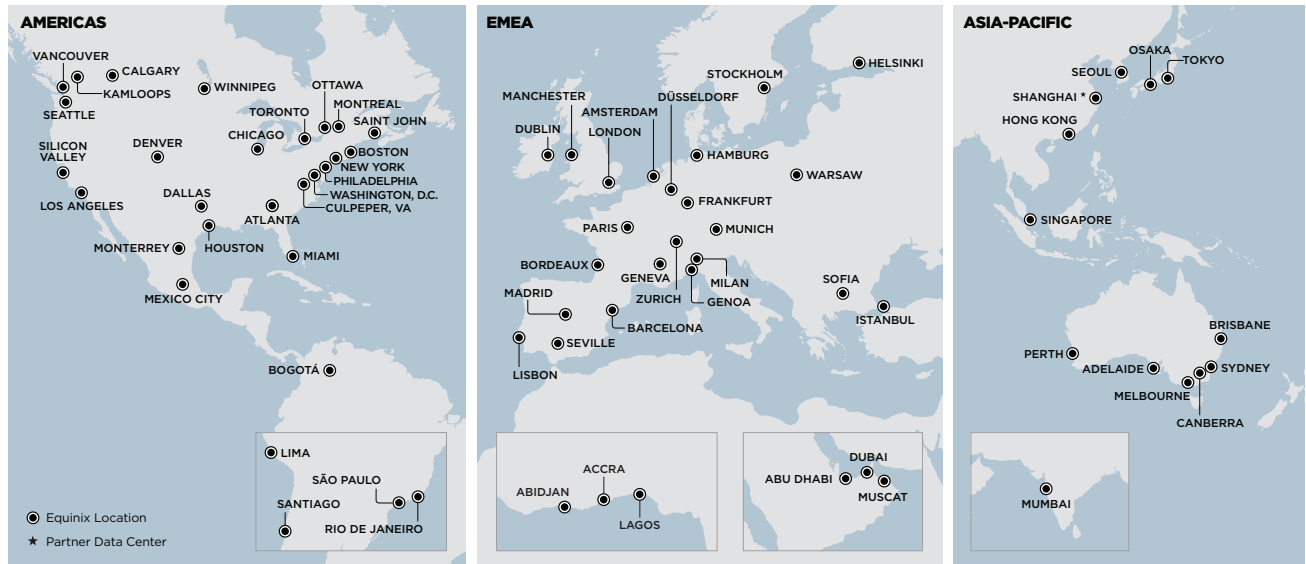 AMERICAS
VANCOUVER
CALGARY
KAMLOOPS
SEATTLE
WINNIPEG
OTTAWA
MONTREAL
TORONTO
SAINT JOHN
CHICAGO
BOSTON
NEW YORK
PHILADELPHIA
WASHINGTON, D.C.
CULPEPER, VA
DENVER
SILICON
VALLEY
LOS ANGELES
DALLAS
ATLANTA
HOUSTON
MONTERREY
MIAMI
MEXICO CITY
BOGOTÁ
LIMA
SÃO PAULO
SANTIAGO
RIO DE JANEIRO
Equinix Location
★ Partner Data Center
EMEA
HELSINKI
STOCKHOLM
MANCHESTER
DÜSSELDORF
AMSTERDAM
DUBLIN
LONDON
HAMBURG
WARSAW
FRANKFURT
PARIS
MUNICH
BORDEAUX
GENEVA
MILAN
ZURICH
GENOA
SOFIA
MADRID
ISTANBUL
BARCELONA
SEVILLE
LISBON
ACCRA
ABIDJAN
LAGOS
DUBAI
ABU DHABI
MUSCAT
ASIA-PACIFIC
OSAKA
TOKYO
SEOUL
SHANGHAI ★
HONG KONG
SINGAPORE
BRISBANE
PERTH
ADELAIDE
SYDNEY
MELBOURNE
CANBERRA
MUMBAI